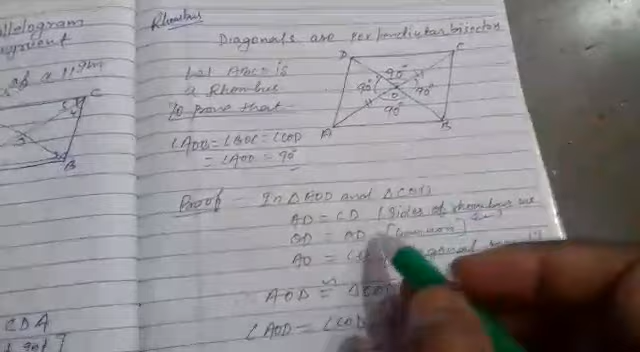 Rhombus
Diagonals are perpendicular bisectors
Let ABCD is
a Rhombus
To prove that
∠AOB = ∠BOC = ∠COD
= ∠AOD = 90°
D
C
90°
90°
O
90°
90°
A
B
Proof - In △AOD and △COD
AD = CD (Sides of rhombus are
OD = OD (Common)
AO =
AOD ≅ △COD
∠AOD = ∠COD
C
B
CDA